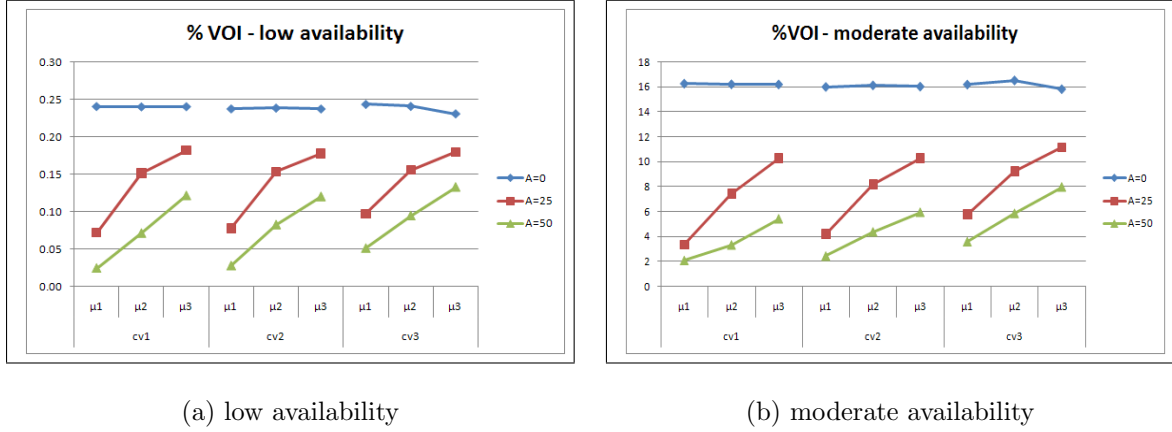 % VOI - low availability
0.30
0.25
0.20
0.15
0.10
0.05
0.00
μ1 μ2 μ3 μ1 μ2 μ3 μ1 μ2 μ3
cv1 cv2 cv3
A=0
A=25
A=50
(a) low availability
%VOI - moderate availability
18
16
14
12
10
8
6
4
2
0
μ1 μ2 μ3 μ1 μ2 μ3 μ1 μ2 μ3
cv1 cv2 cv3
A=0
A=25
A=50
(b) moderate availability